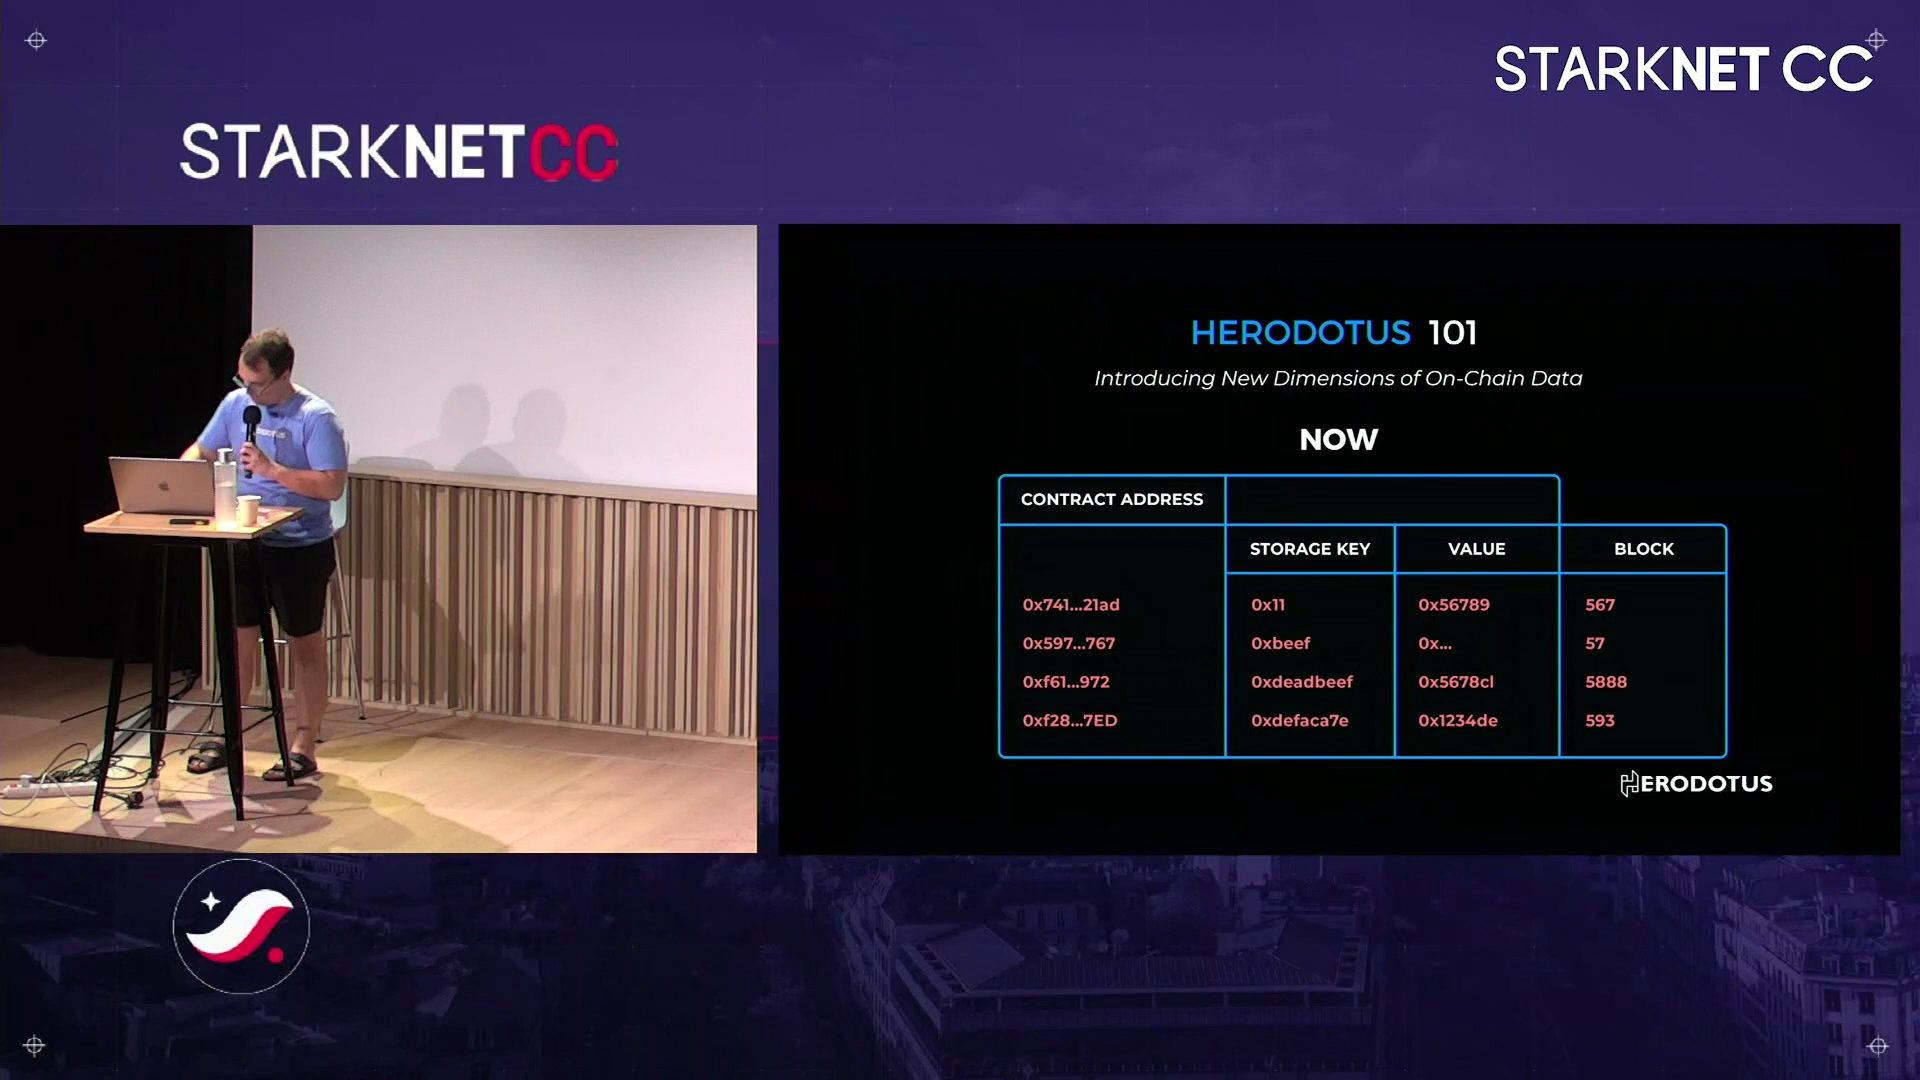 STARKNET CC
STARKNETCC
HERODOTUS 101
Introducing New Dimensions of On-Chain Data
NOW
CONTRACT ADDRESS
STORAGE KEY VALUE BLOCK
0x741...21ad 0x11 0x56789 567
0x597...767 0xbeef 0x... 57
0xf61...972 0xdeadbeef 0x5678cl 5888
0xf28...7ED 0xdefaca7e 0x1234de 593
HERODOTUS